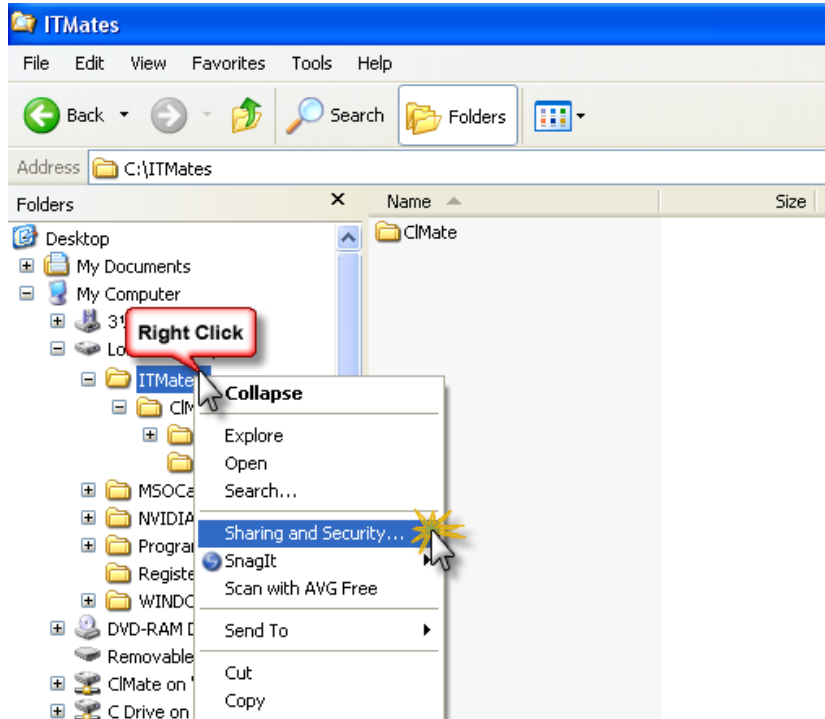 ITMates
File Edit View Favorites Tools Help
Back Search Folders
Address C:\ITMates
Folders
Name Size
Desktop
My Documents
My Computer
Right Click
ClMate
Collapse
Explore
Open
Search...
Sharing and Security...
SnagIt
Scan with AVG Free
Send To
Cut
Copy
DVD-RAM
Removable
ClMate on
C Drive on